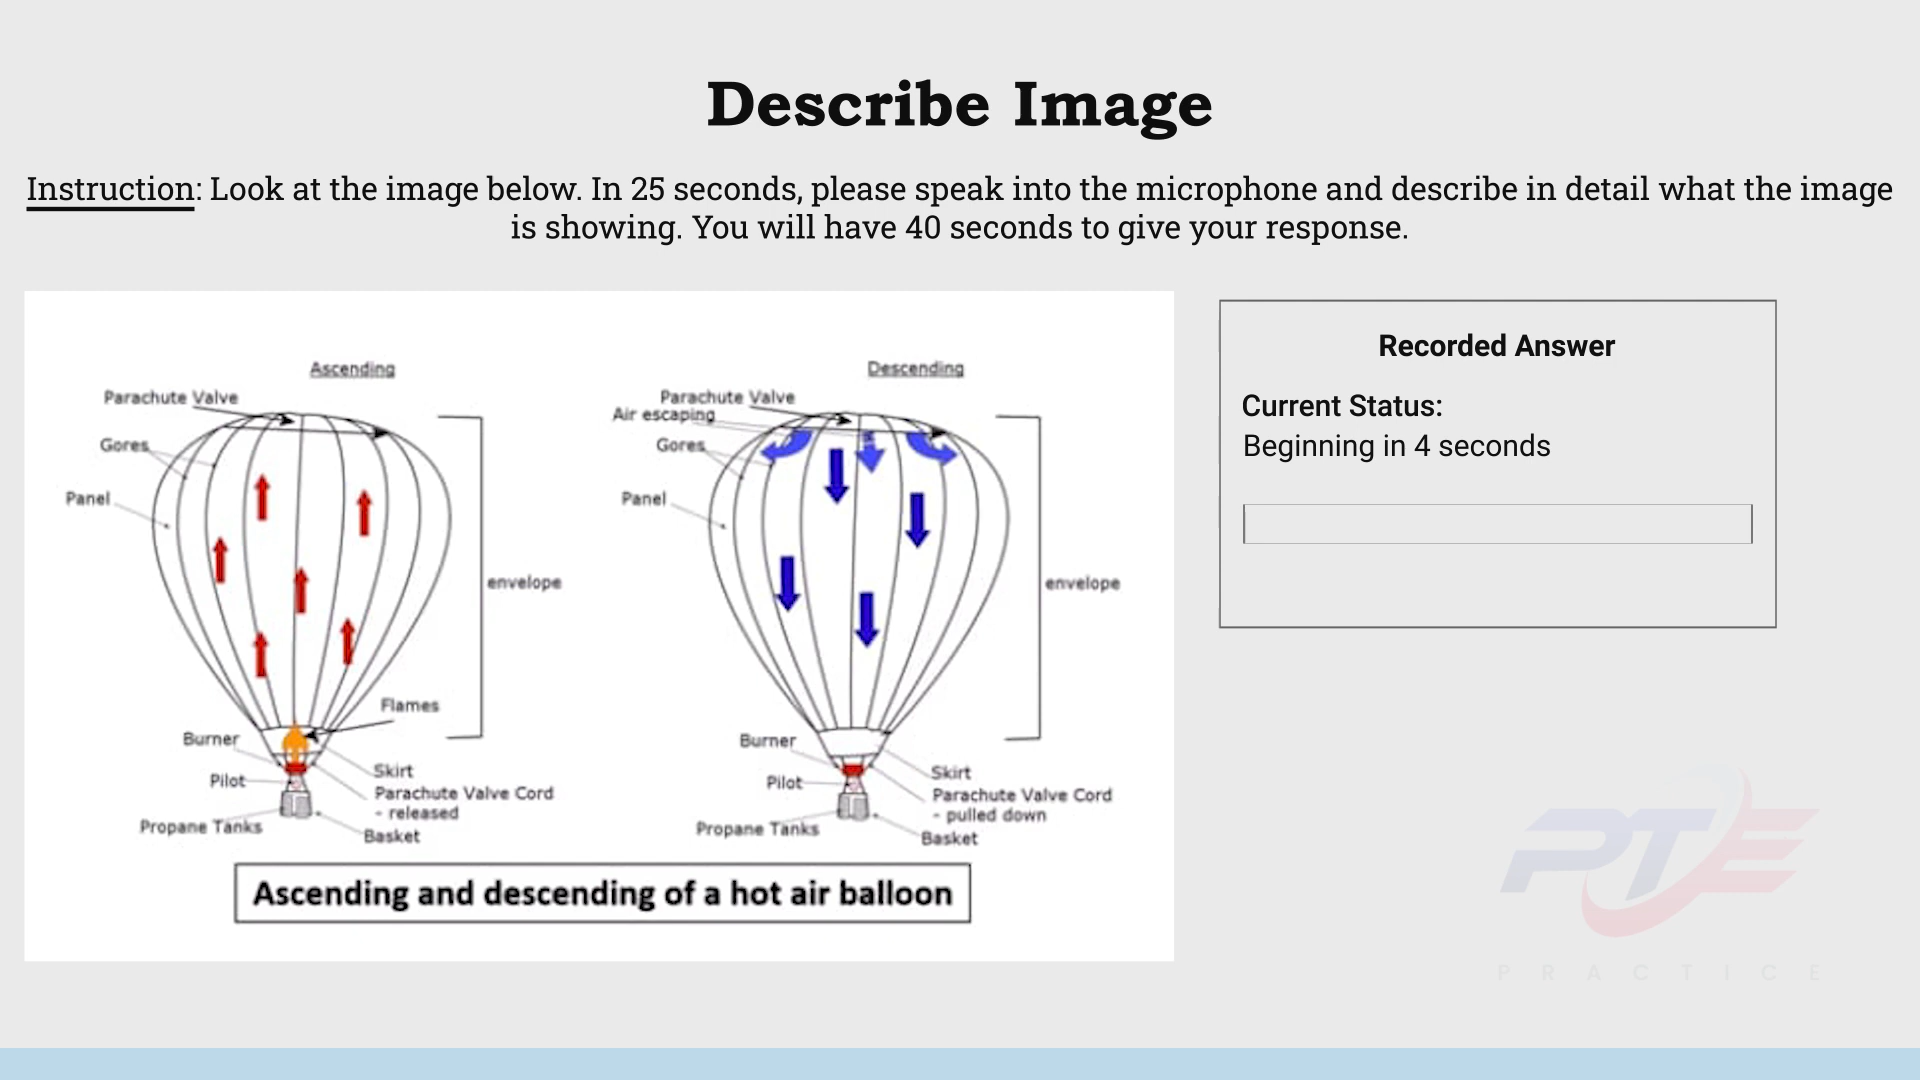 Describe Image
Instruction: Look at the image below. In 25 seconds, please speak into the microphone and describe in detail what the image
is showing. You will have 40 seconds to give your response.
Ascending
Parachute Valve
Gores
Panel
envelope
Flames
Burner
Skirt
Pilot
Parachute Valve Cord
- released
Propane Tanks
Basket
Descending
Parachute Valve
Air escaping
Gores
Panel
envelope
Burner
Skirt
Pilot
Parachute Valve Cord
- pulled down
Propane Tanks
Basket
Ascending and descending of a hot air balloon
Recorded Answer
Current Status:
Beginning in 4 seconds
PTE
PRACTICE